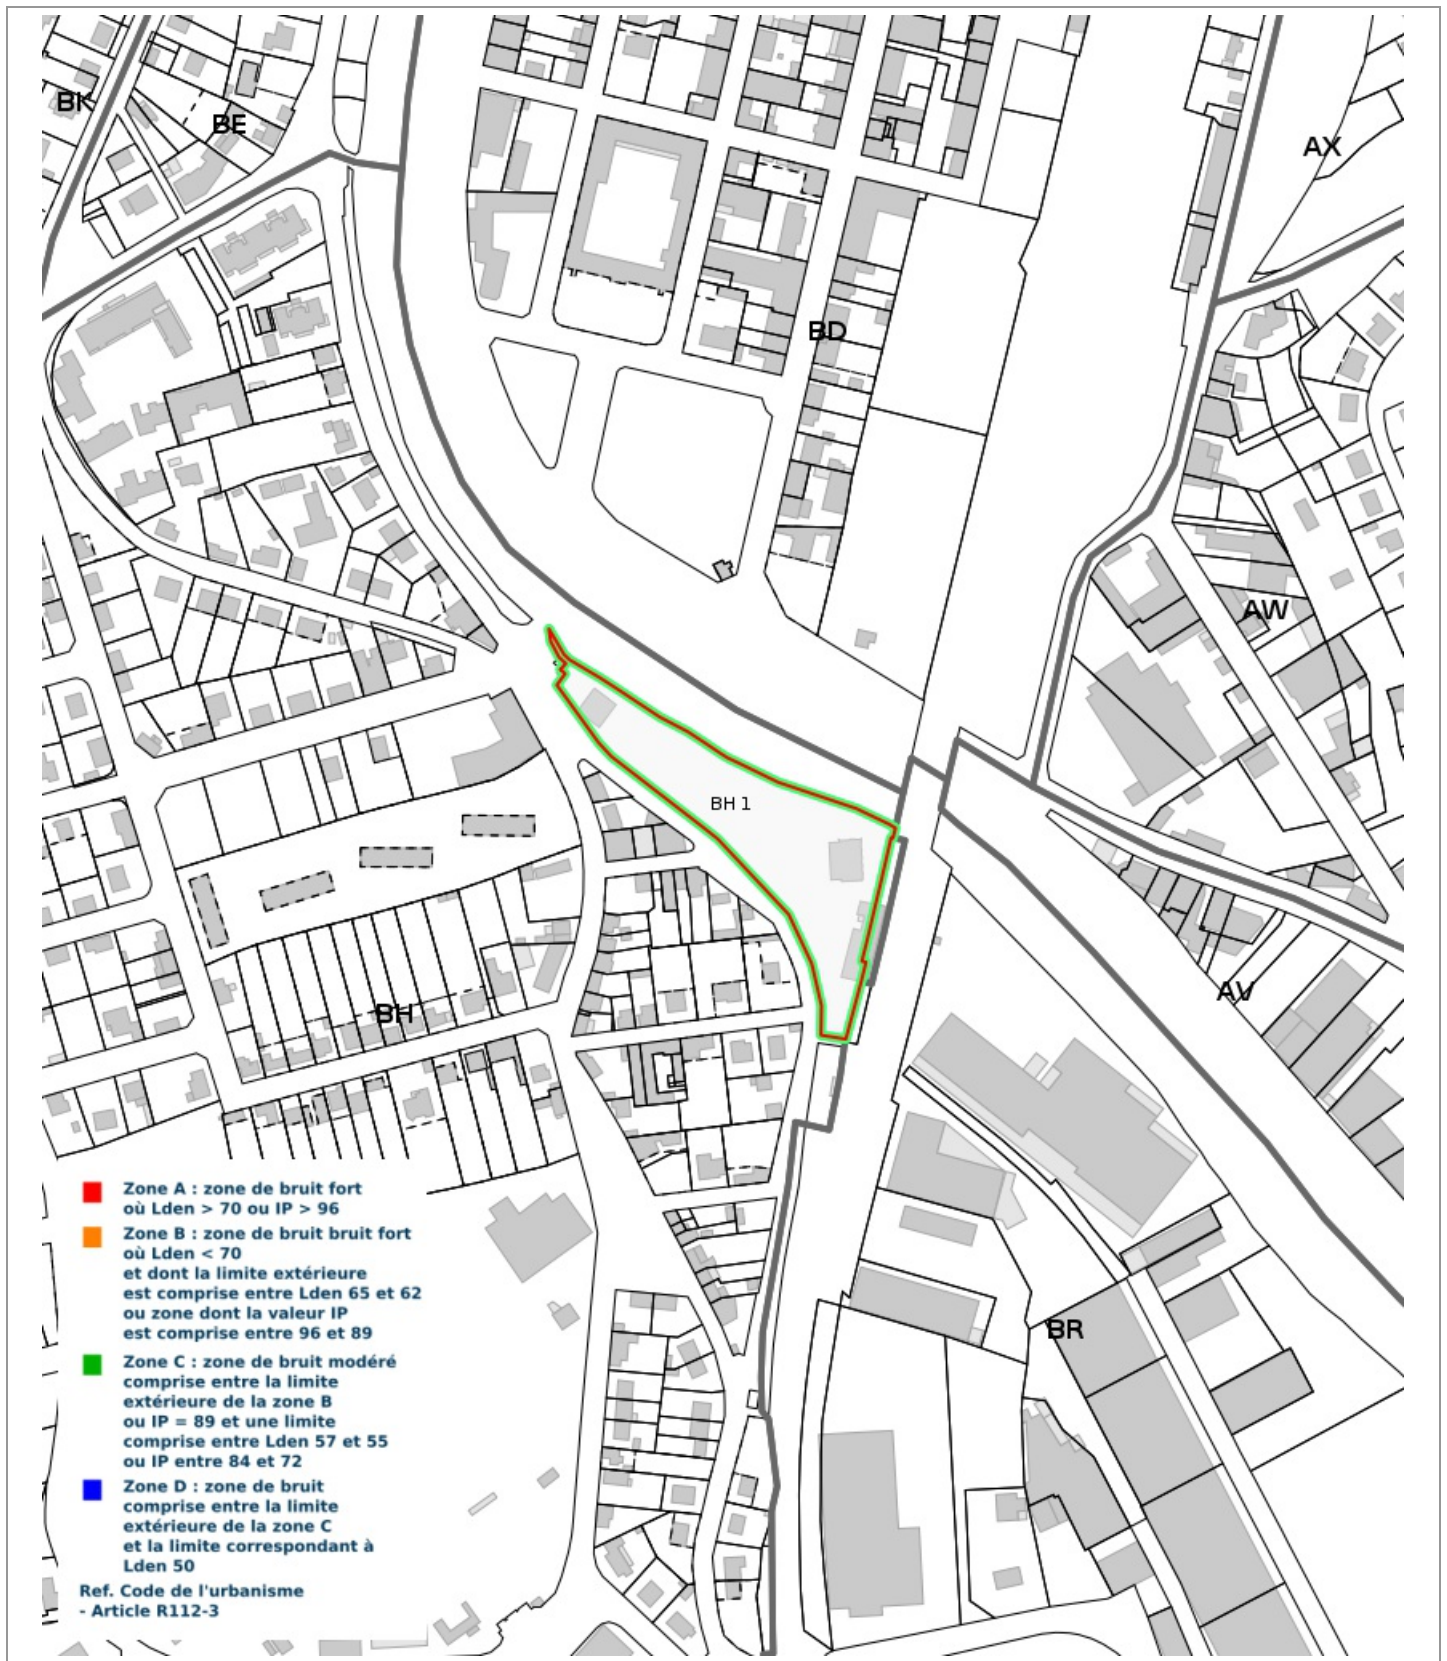 BK
BE
AX
BD
AW
BH 1
AV
BH
BR
Zone A : zone de bruit fort
où Lden > 70 ou IP > 96
Zone B : zone de bruit bruit fort
où Lden < 70
et dont la limite extérieure
est comprise entre Lden 65 et 62
ou zone dont la valeur IP
est comprise entre 96 et 89
Zone C : zone de bruit modéré
comprise entre la limite
extérieure de la zone B
ou IP = 89 et une limite
comprise entre Lden 57 et 55
ou IP entre 84 et 72
Zone D : zone de bruit
comprise entre la limite
extérieure de la zone C
et la limite correspondant à
Lden 50
Ref. Code de l'urbanisme
- Article R112-3